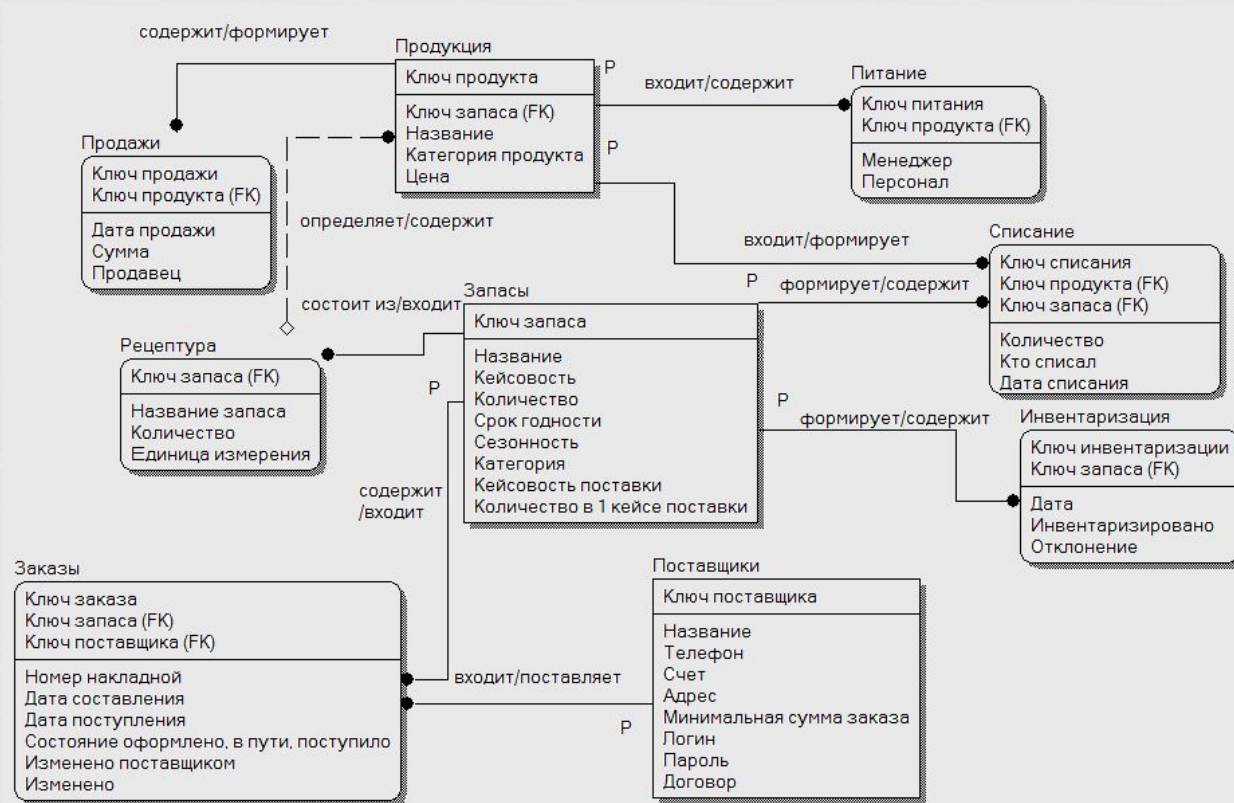 содержит/формирует
Продукция
Ключ продукта
Ключ запаса (FK)
Название
Категория продукта
Цена
P
P
входит/содержит
Питание
Ключ питания
Ключ продукта (FK)
Менеджер
Персонал
Продажи
Ключ продажи
Ключ продукта (FK)
Дата продажи
Сумма
Продавец
определяет/содержит
входит/формирует
Списание
Ключ списания
Ключ продукта (FK)
Ключ запаса (FK)
Количество
Кто списал
Дата списания
P
формирует/содержит
состоит из/входит
Запасы
Ключ запаса
Название
Кейсовость
Количество
Срок годности
Сезонность
Категория
Кейсовость поставки
Количество в 1 кейсе поставки
Рецептура
Ключ запаса (FK)
Название запаса
Количество
Единица измерения
P
P
формирует/содержит
Инвентаризация
Ключ инвентаризации
Ключ запаса (FK)
Дата
Инвентаризировано
Отклонение
содержит
/входит
Заказы
Ключ заказа
Ключ запаса (FK)
Ключ поставщика (FK)
Номер накладной
Дата составления
Дата поступления
Состояние оформлено, в пути, поступило
Изменено поставщиком
Изменено
входит/поставляет
P
Поставщики
Ключ поставщика
Название
Телефон
Счет
Адрес
Минимальная сумма заказа
Логин
Пароль
Договор